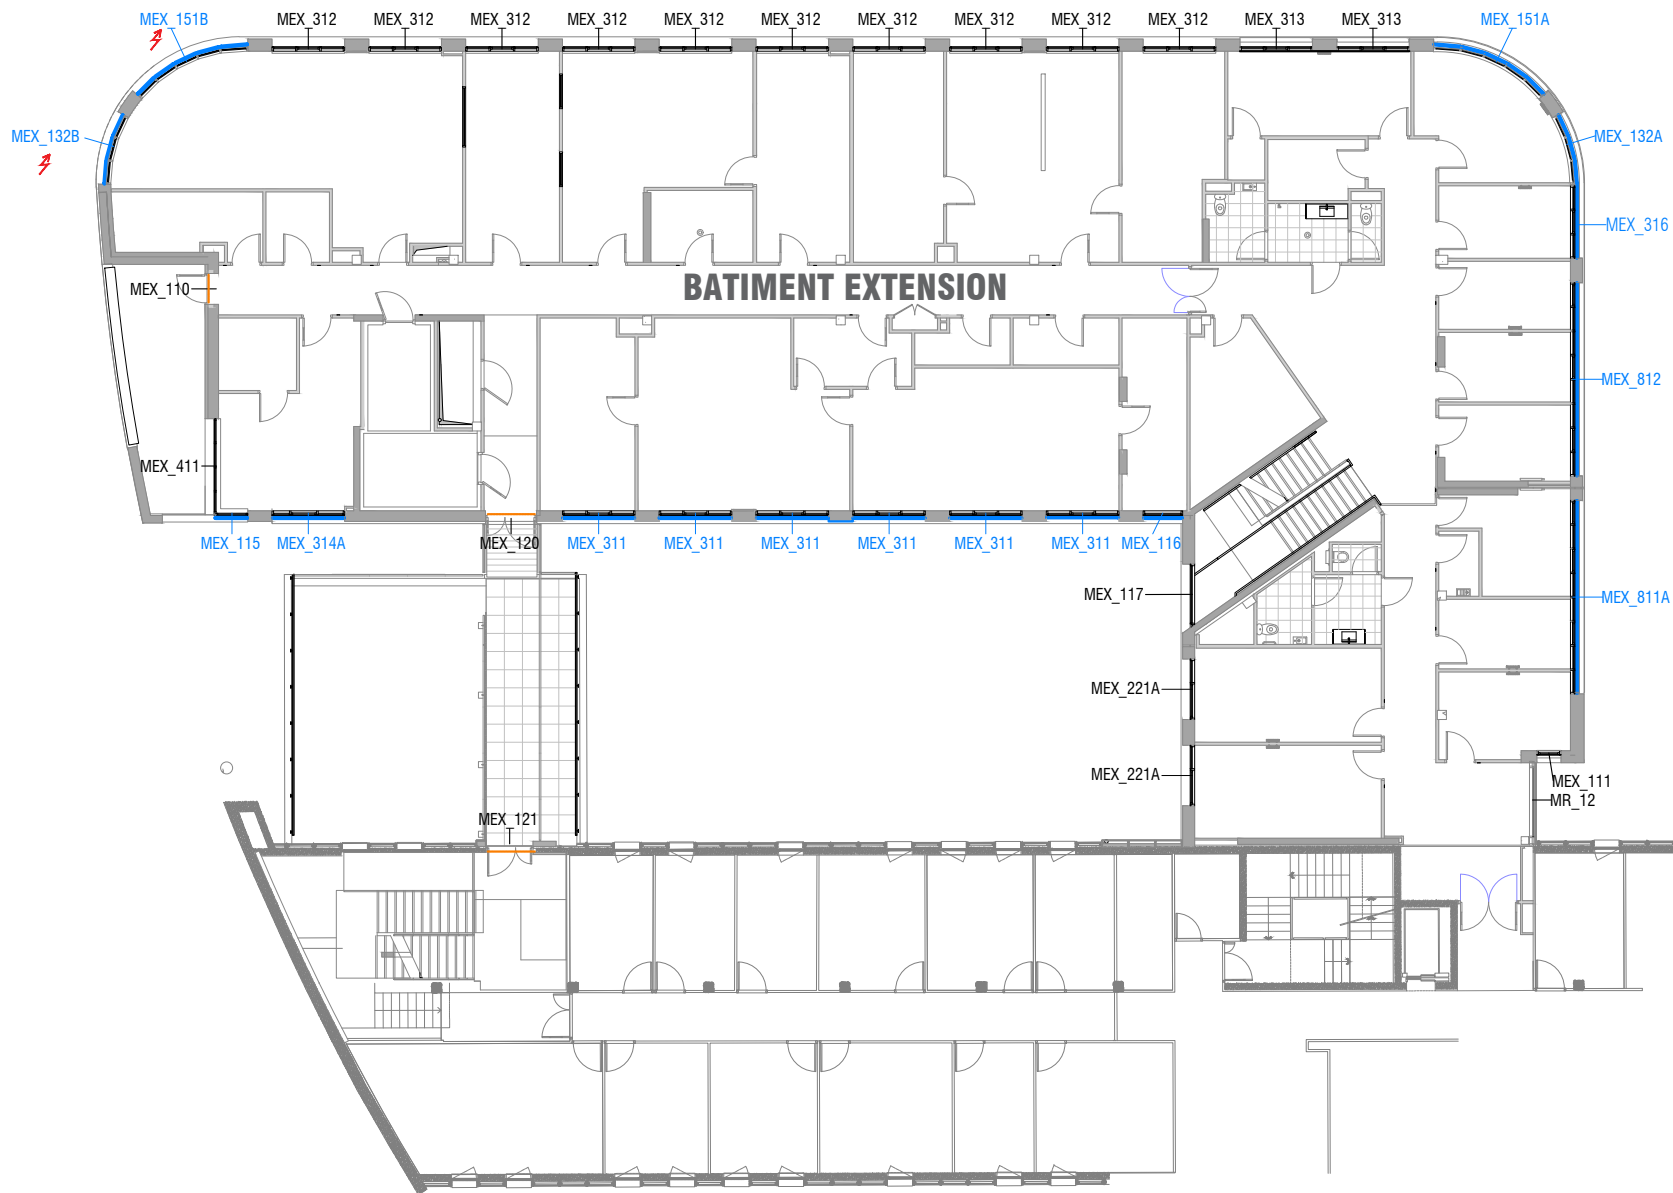 MEX_151B MEX_312 MEX_312 MEX_312 MEX_312 MEX_312 MEX_312 MEX_312 MEX_312 MEX_312 MEX_312 MEX_313 MEX_313 MEX_151A
MEX_132B MEX_132A
MEX_316
MEX_110 BATIMENT EXTENSION
MEX_812
MEX_411
MEX_115 MEX_314A MEX_120 MEX_311 MEX_311 MEX_311 MEX_311 MEX_311 MEX_311 MEX_116
MEX_117 MEX_811A
MEX_221A
MEX_221A MEX_111
MR_12
MEX_121